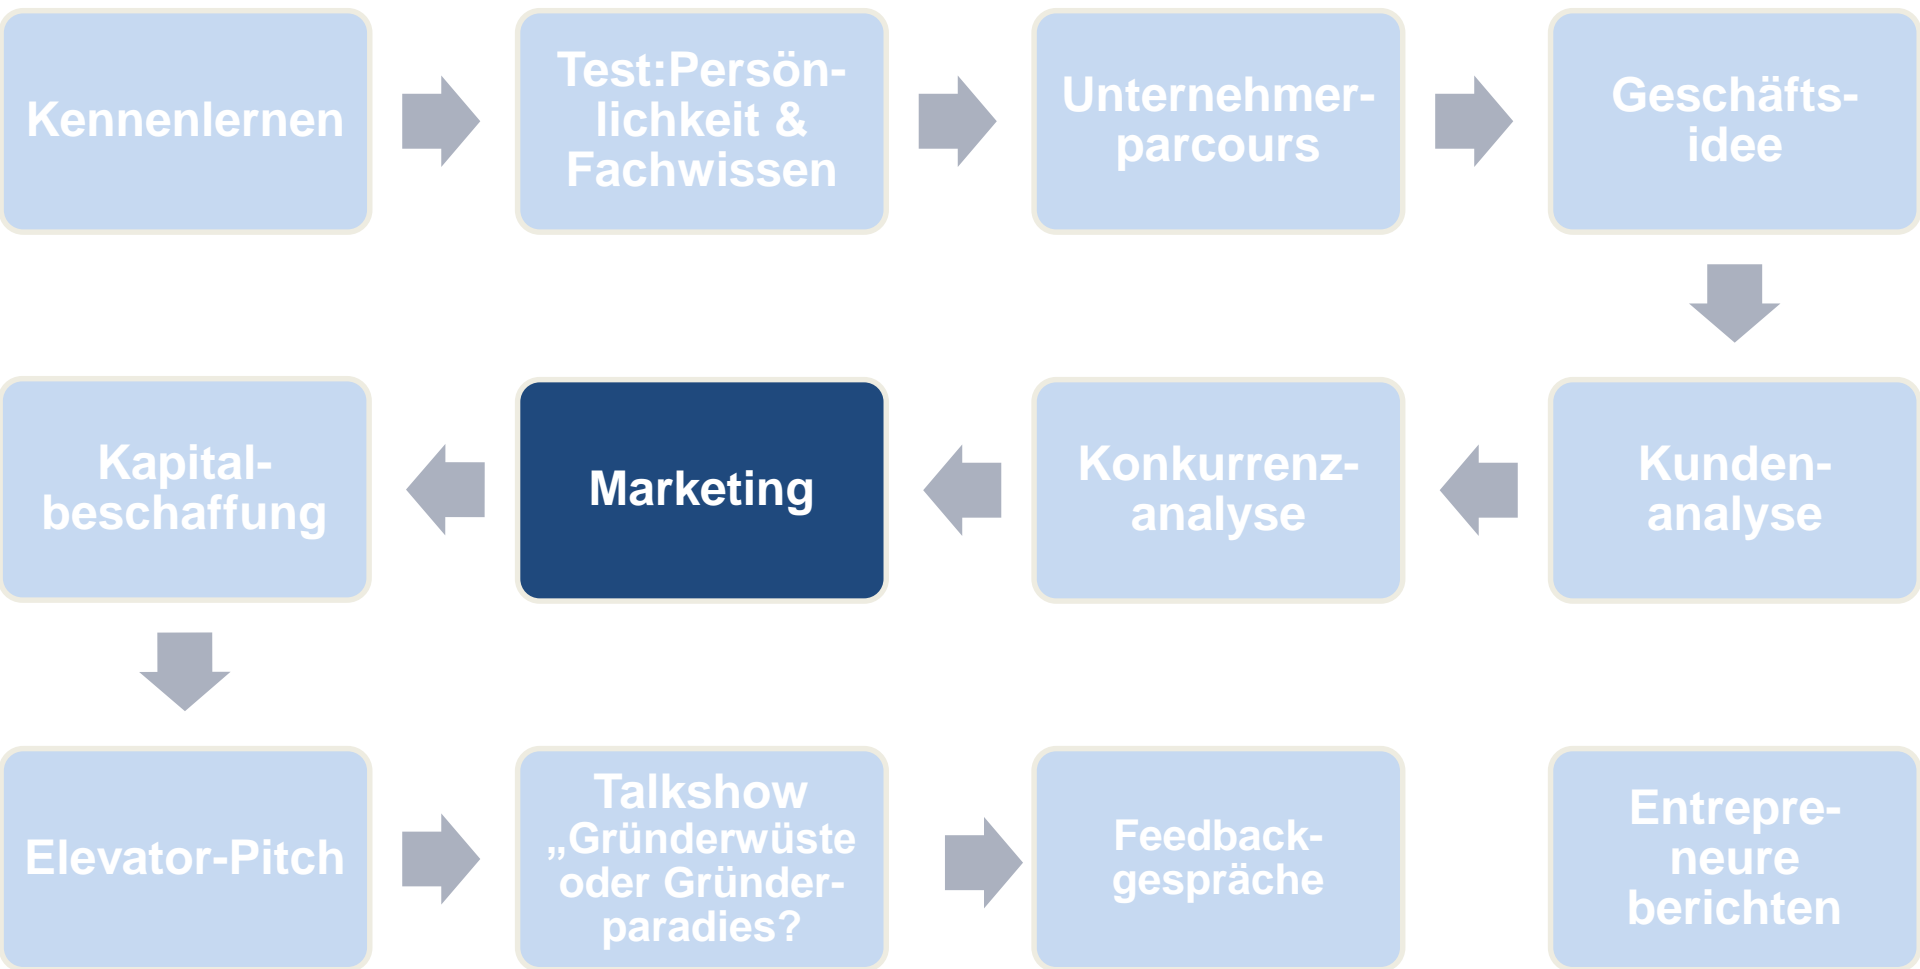 Kennenlernen
Test:Persön-
lichkeit &
Fachwissen
Unternehmer-
parcours
Geschäfts-
idee
Kapital-
beschaffung
Marketing
Konkurrenz-
analyse
Kunden-
analyse
Elevator-Pitch
Talkshow
„Gründerwüste
oder Gründer-
paradies?
Feedback-
gespräche
Entrepre-
neure
berichten